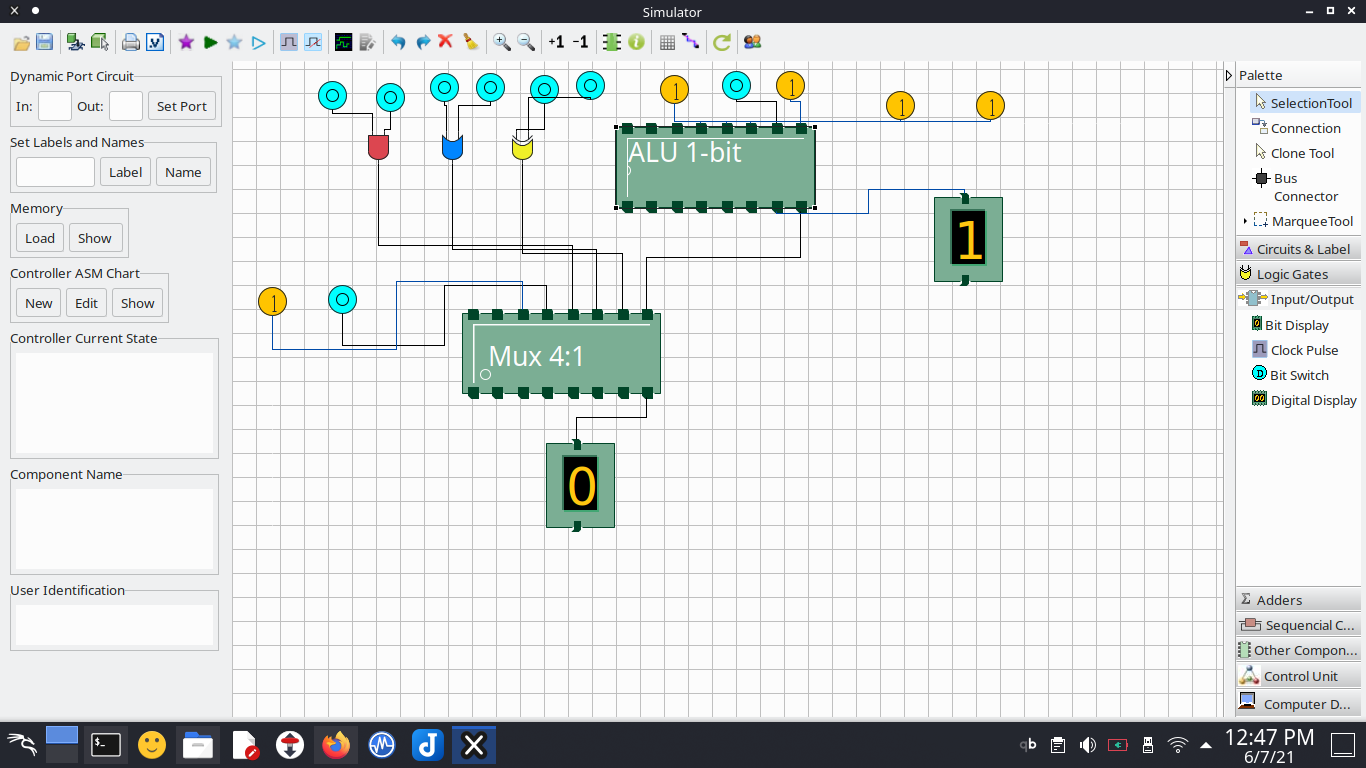 Simulator
+1 -1
Dynamic Port Circuit
In: Out: Set Port
Set Labels and Names
Label Name
Memory
Load Show
Controller ASM Chart
New Edit Show
Controller Current State
Component Name
User Identification
1 1 1 1
ALU 1-bit
1
1
Mux 4:1
0
Palette
SelectionTool
Connection
Clone Tool
Bus
Connector
MarqueeTool
Circuits & Label
Logic Gates
Input/Output
Bit Display
Clock Pulse
Bit Switch
Digital Display
Adders
Sequential C...
Other Compon...
Control Unit
Computer D...
qb
12:47 PM
6/7/21